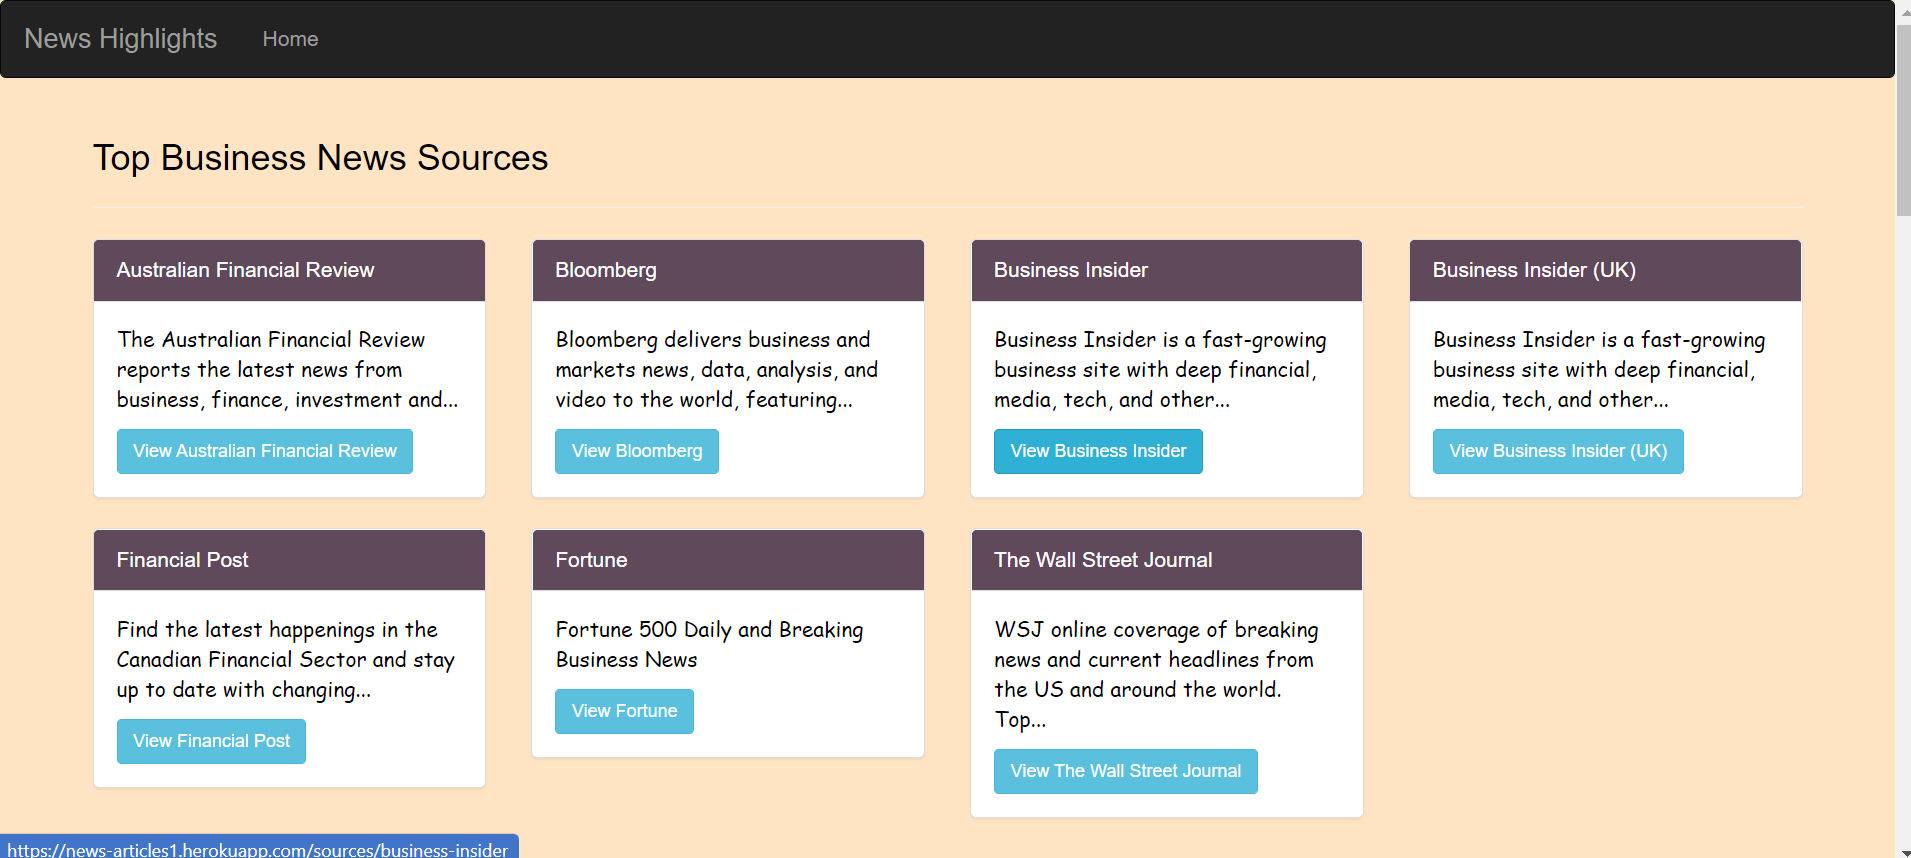 News Highlights Home
Top Business News Sources
Australian Financial Review
The Australian Financial Review
reports the latest news from
business, finance, investment and...
View Australian Financial Review
Bloomberg
Bloomberg delivers business and
markets news, data, analysis, and
video to the world, featuring...
View Bloomberg
Business Insider
Business Insider is a fast-growing
business site with deep financial,
media, tech, and other...
View Business Insider
Business Insider (UK)
Business Insider is a fast-growing
business site with deep financial,
media, tech, and other...
View Business Insider (UK)
Financial Post
Find the latest happenings in the
Canadian Financial Sector and stay
up to date with changing...
View Financial Post
Fortune
Fortune 500 Daily and Breaking
Business News
View Fortune
The Wall Street Journal
WSJ online coverage of breaking
news and current headlines from
the US and around the world.
Top...
View The Wall Street Journal
https://news-articles1.herokuapp.com/sources/business-insider